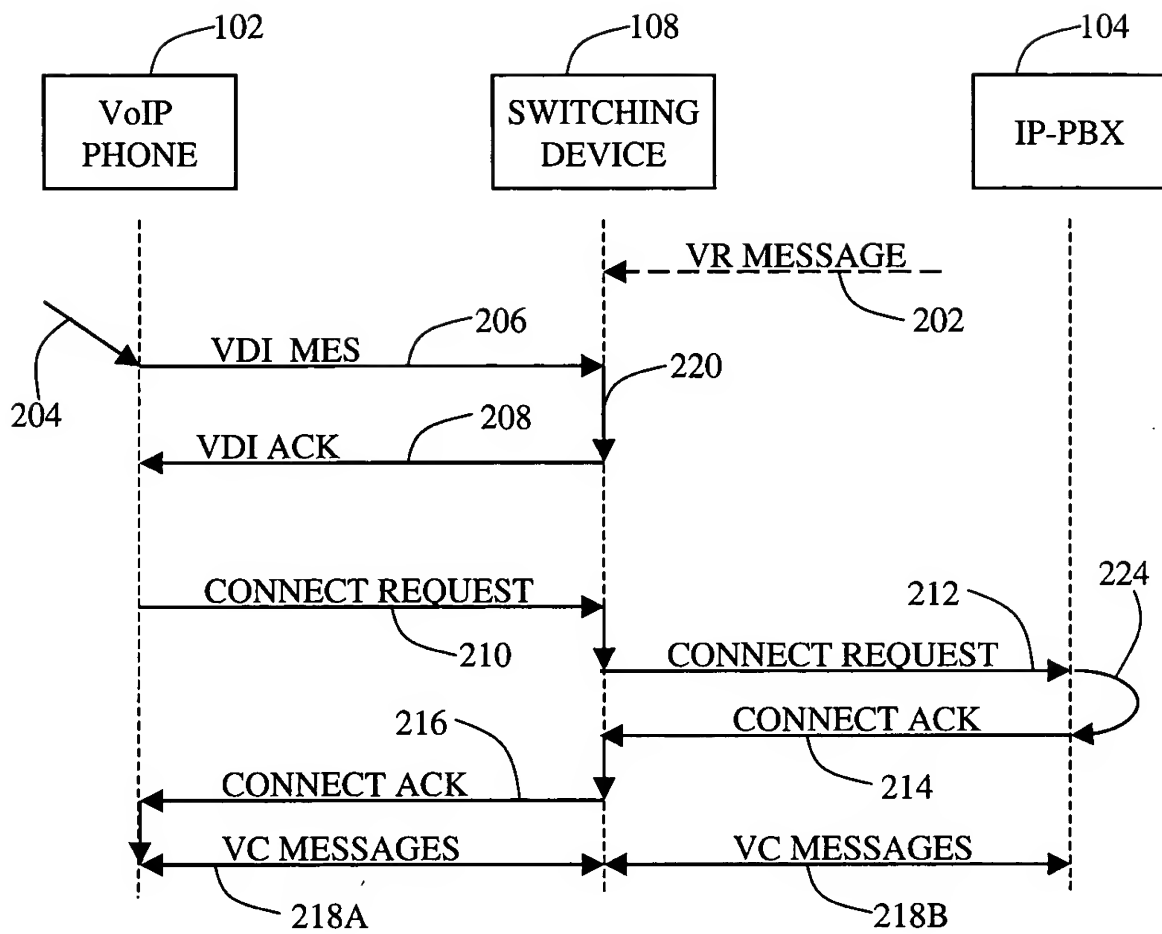 102
108
104
VoIP
PHONE
SWITCHING
DEVICE
IP-PBX
VR MESSAGE
202
204
VDI MES
206
220
VDI ACK
208
CONNECT REQUEST
210
212
224
CONNECT REQUEST
CONNECT ACK
214
216
CONNECT ACK
VC MESSAGES
VC MESSAGES
218A
218B